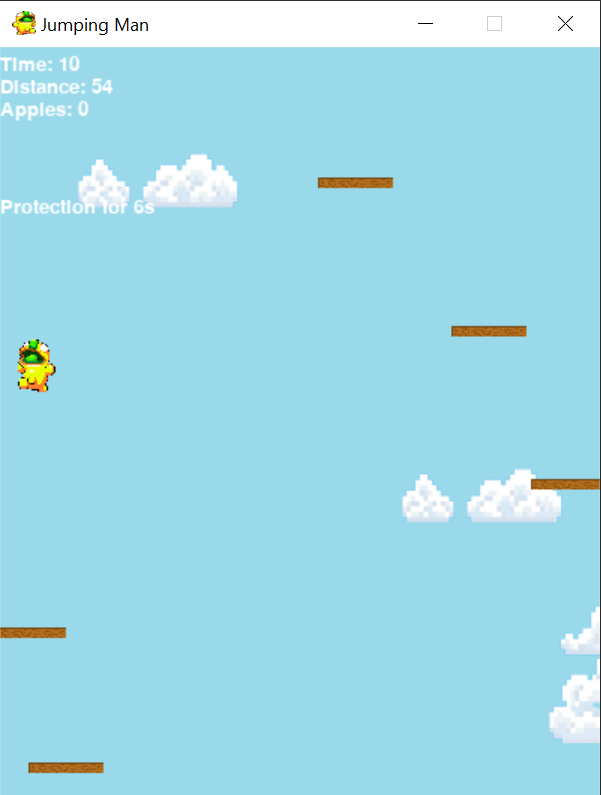 Jumping Man
Time: 10
Distance: 54
Apples: 0
Protection for 6s